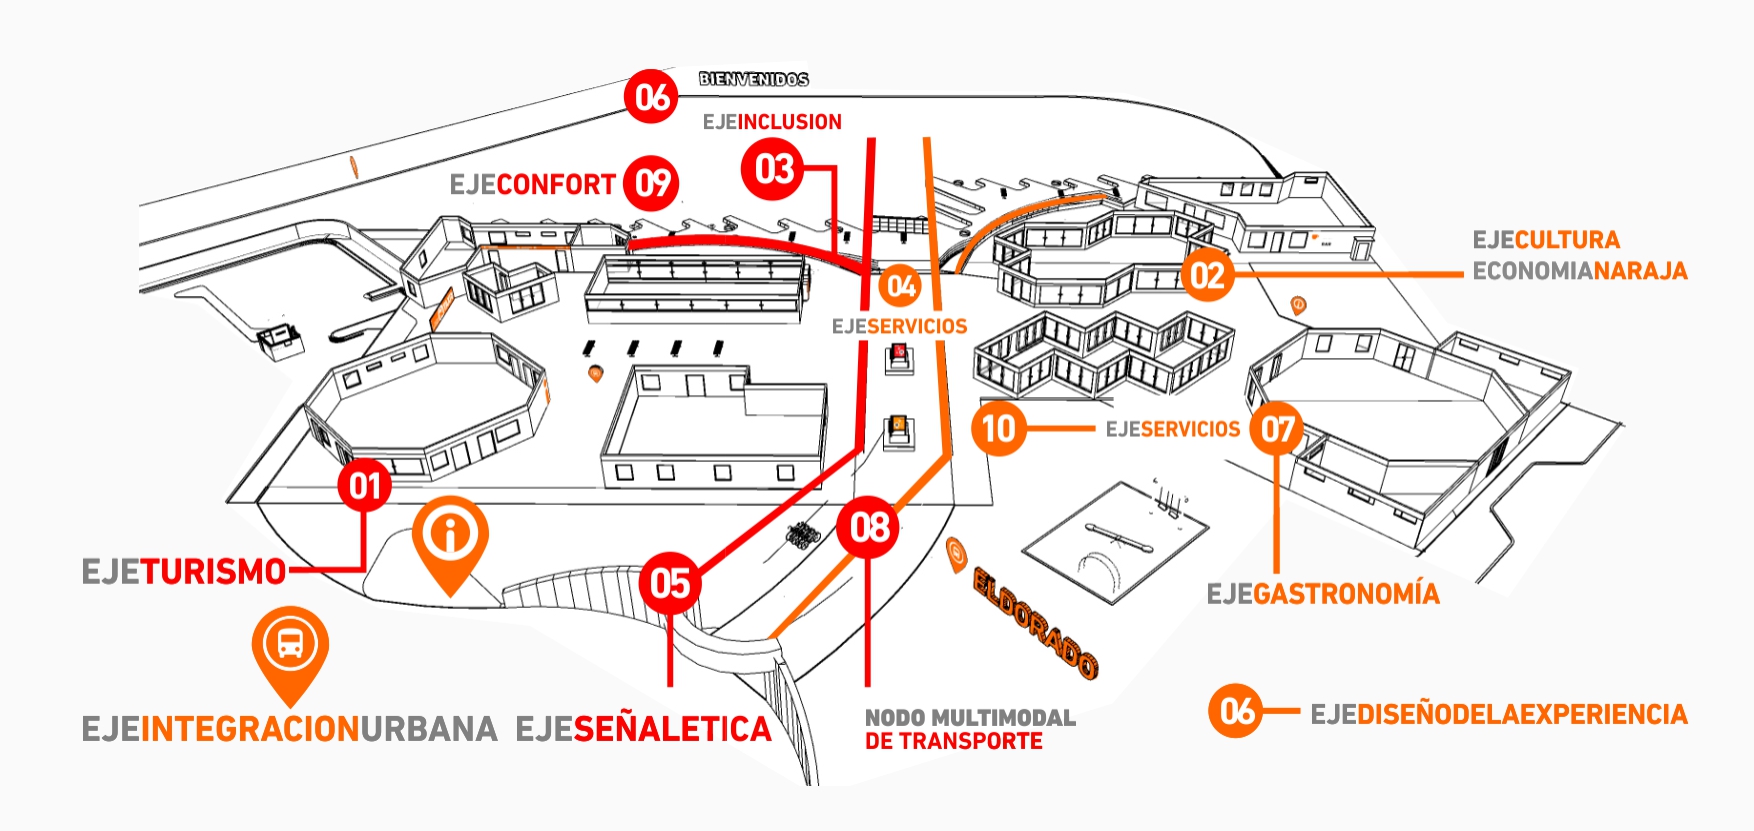 06
BIENVENIDOS
EJEINCLUSION
03
EJECONFORT 09
EJECULTURA
ECONOMIANARAJA
02
04
EJESERVICIOS
10
EJESERVICIOS
07
01
EJETURISMO
05
08
ELDORADO
EJEGASTRONOMÍA
EJEINTEGRACIONURBANA
EJESEÑALETICA
NODO MULTIMODAL
DE TRANSPORTE
06
EJEDISEÑODELAEXPERIENCIA